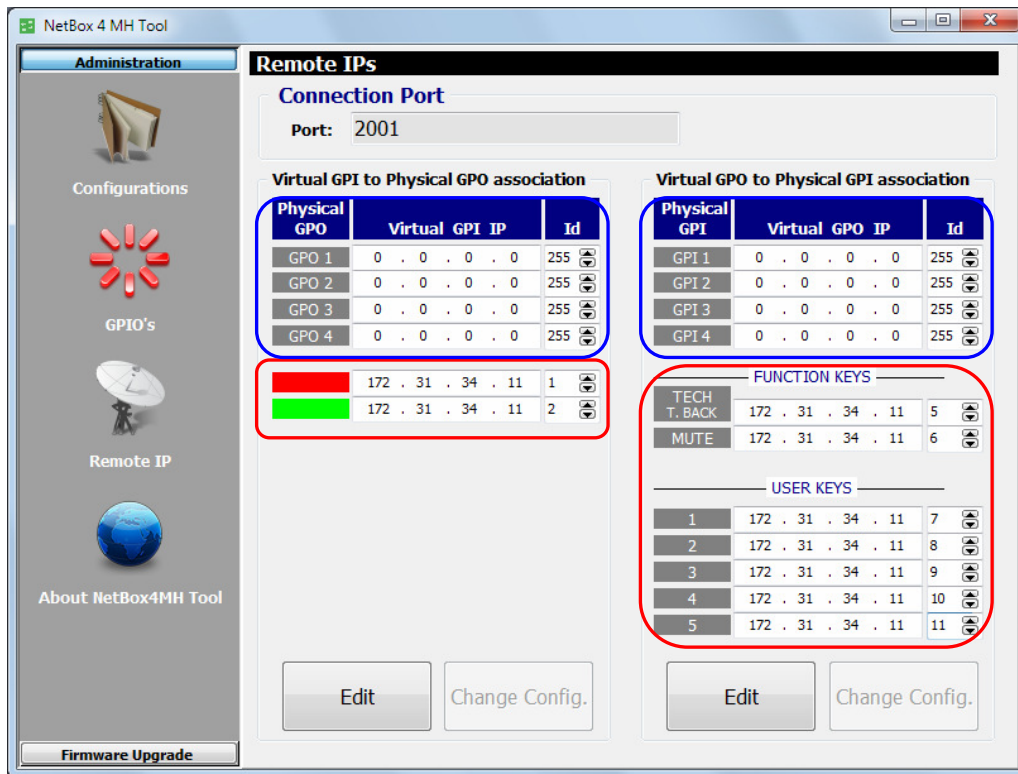 NetBox 4 MH Tool
Administration
Configurations
GPIO's
Remote IP
About NetBox4MH Tool
Firmware Upgrade
Remote IPs
Connection Port
Port: 2001
Virtual GPI to Physical GPO association
Physical GPO Virtual GPI IP Id
GPO 1 0 . 0 . 0 . 0 255
GPO 2 0 . 0 . 0 . 0 255
GPO 3 0 . 0 . 0 . 0 255
GPO 4 0 . 0 . 0 . 0 255
172 . 31 . 34 . 11 1
172 . 31 . 34 . 11 2
Edit Change Config.
Virtual GPO to Physical GPI association
Physical GPI Virtual GPO IP Id
GPI 1 0 . 0 . 0 . 0 255
GPI 2 0 . 0 . 0 . 0 255
GPI 3 0 . 0 . 0 . 0 255
GPI 4 0 . 0 . 0 . 0 255
FUNCTION KEYS
TECH T. BACK 172 . 31 . 34 . 11 5
MUTE 172 . 31 . 34 . 11 6
USER KEYS
1 172 . 31 . 34 . 11 7
2 172 . 31 . 34 . 11 8
3 172 . 31 . 34 . 11 9
4 172 . 31 . 34 . 11 10
5 172 . 31 . 34 . 11 11
Edit Change Config.